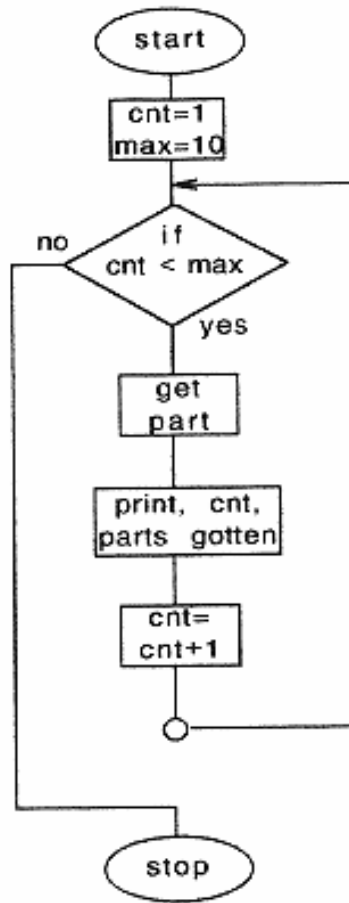 start
cnt=1
max=10
if
cnt < max
no
yes
get
part
print, cnt,
parts gotten
cnt=
cnt+1
stop